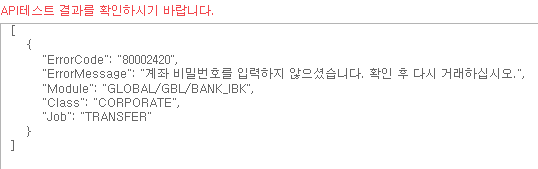 API테스트 결과를 확인하시기 바랍니다.
[
{
"ErrorCode": "80002420",
"ErrorMessage": "계좌 비밀번호를 입력하지 않으셨습니다. 확인 후 다시 거래하십시오.",
"Module": "GLOBAL/GBL/BANK_IBK",
"Class": "CORPORATE",
"Job": "TRANSFER"
}
]